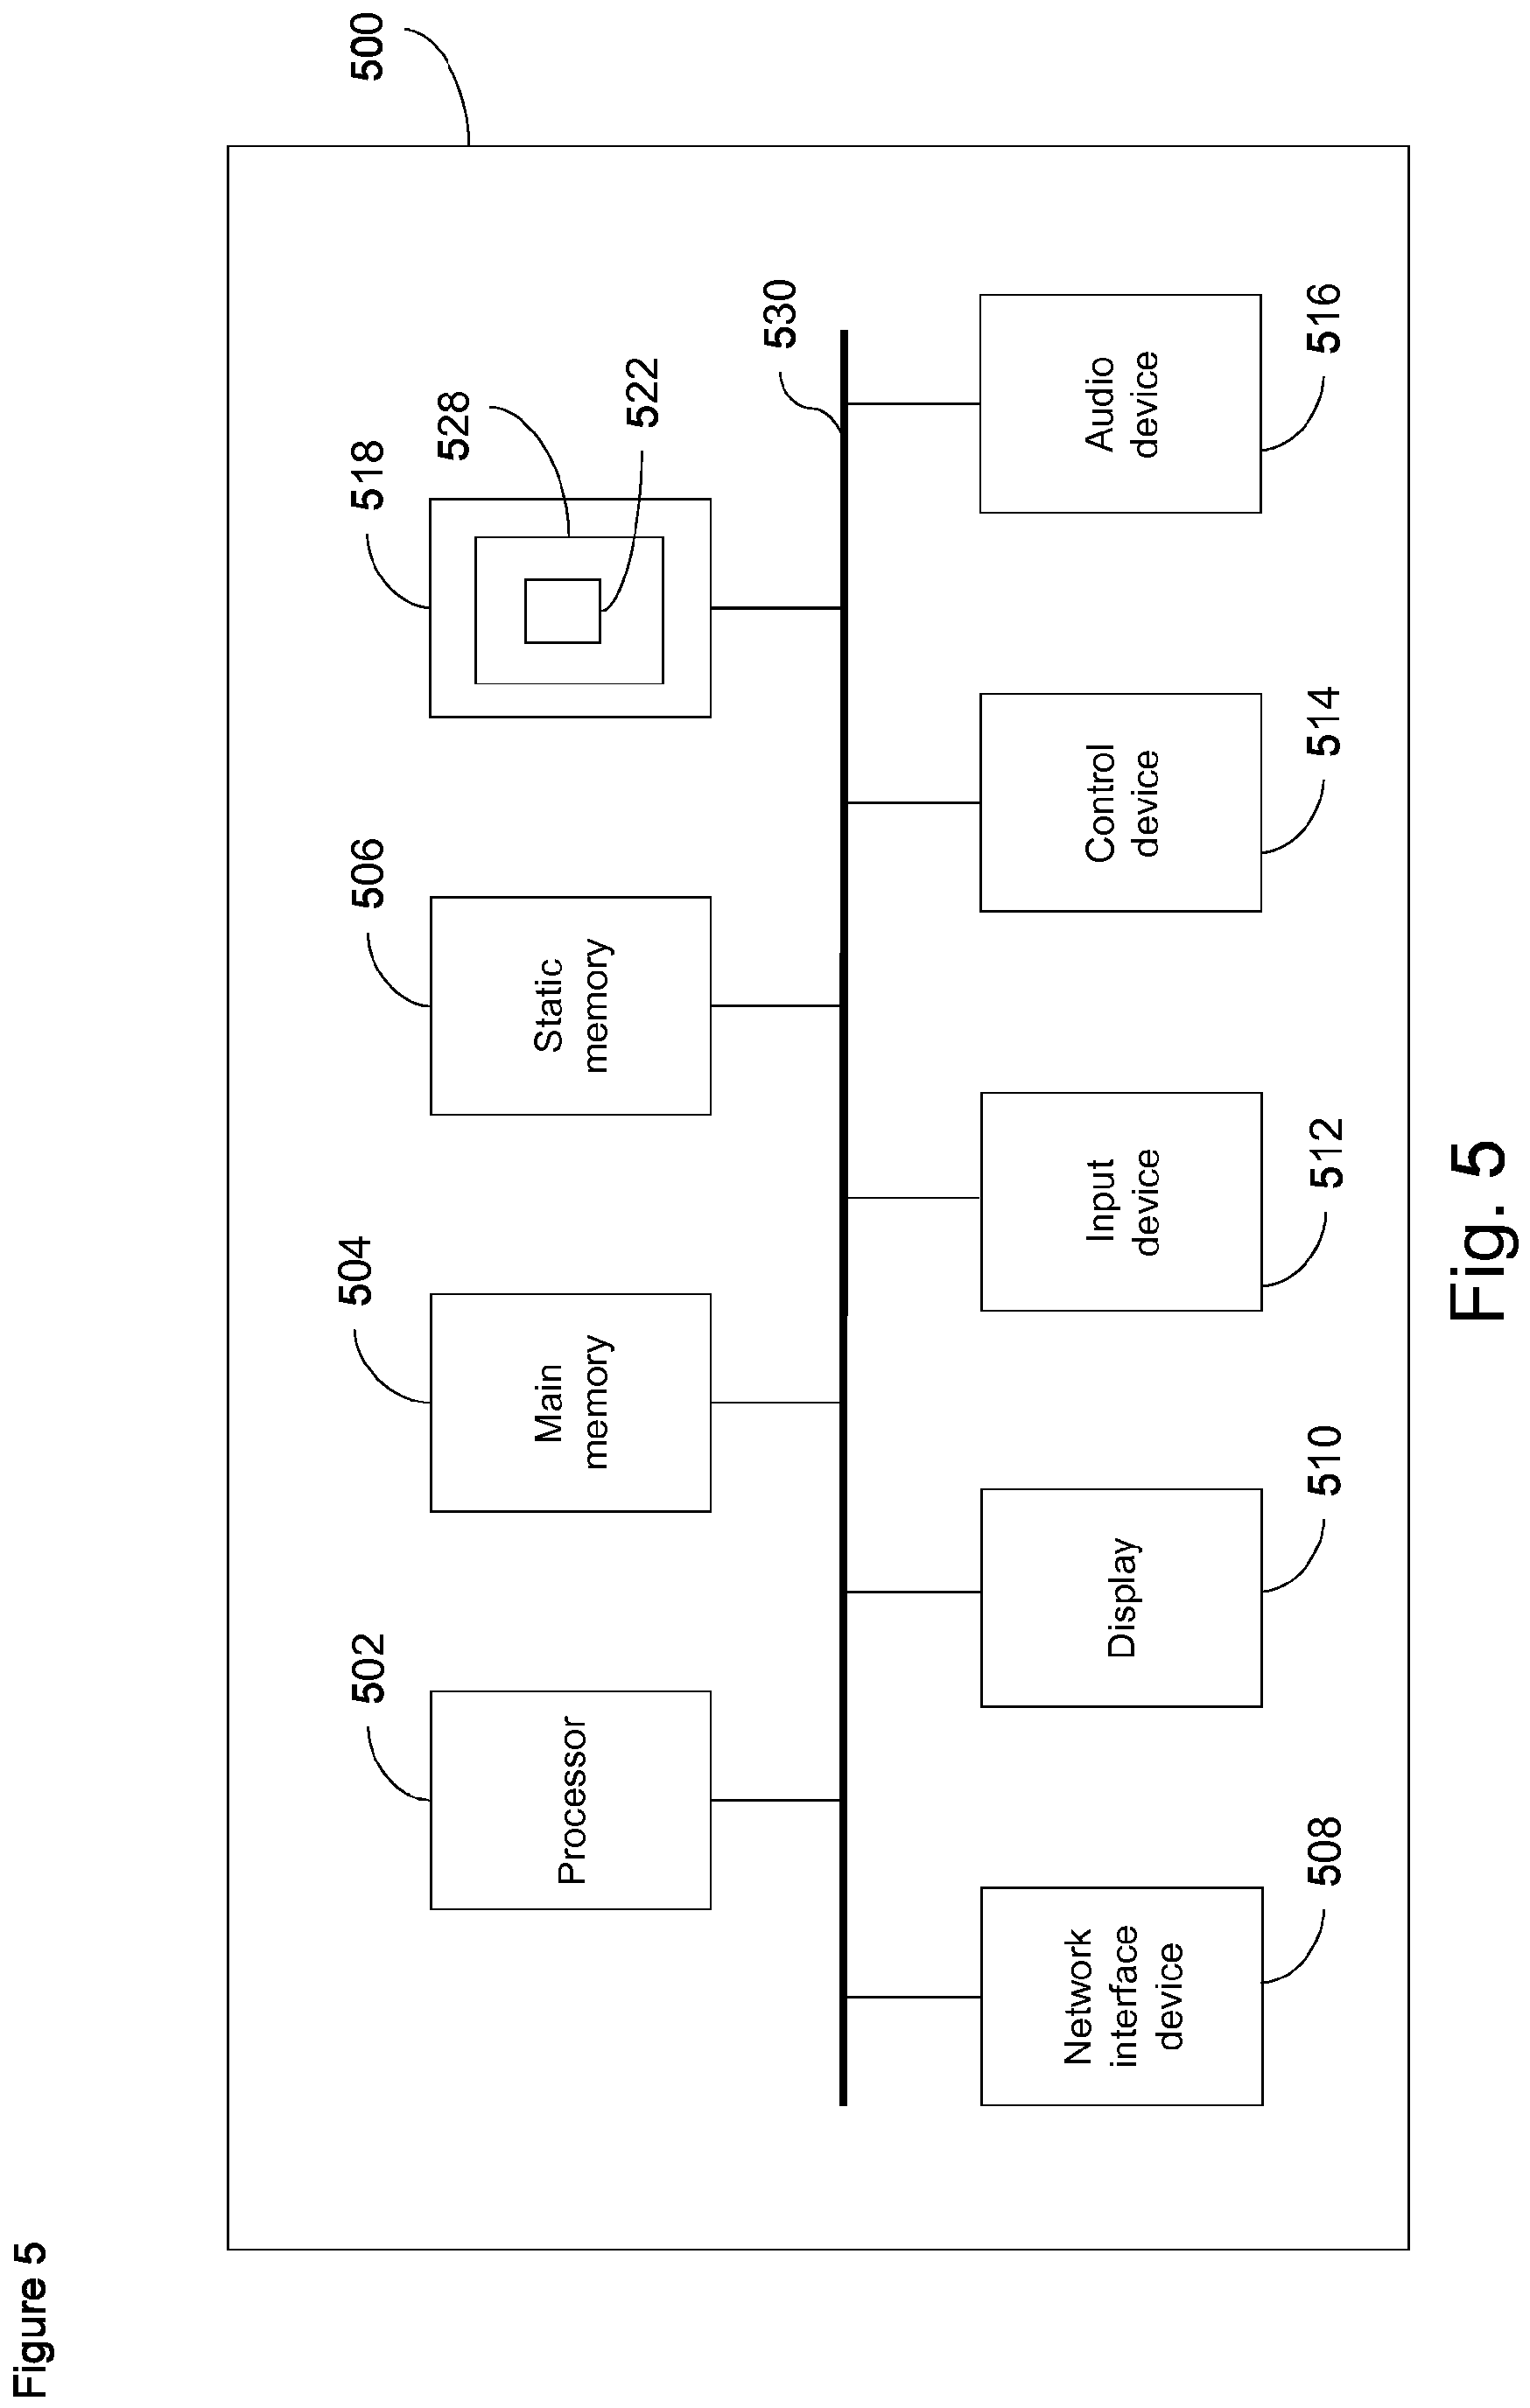 Figure 5
500
502
504
506
518
528
522
Processor
Main
memory
Static
memory
530
Network
interface
device
Display
Input
device
Control
device
Audio
device
508
510
512
514
516
Fig. 5